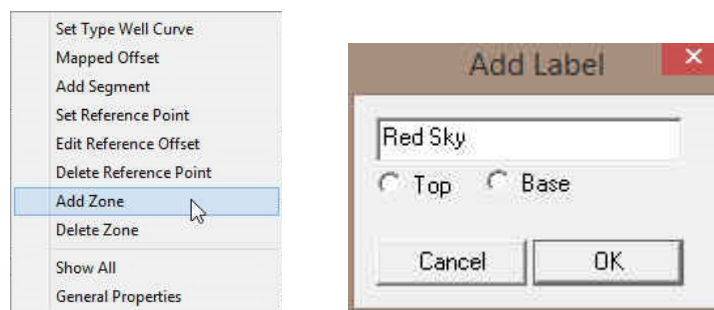 Set Type Well Curve
Mapped Offset
Add Segment
Set Reference Point
Edit Reference Offset
Delete Reference Point
Add Zone
Delete Zone
Show All
General Properties
Add Label
Red Sky
Top Base
Cancel OK